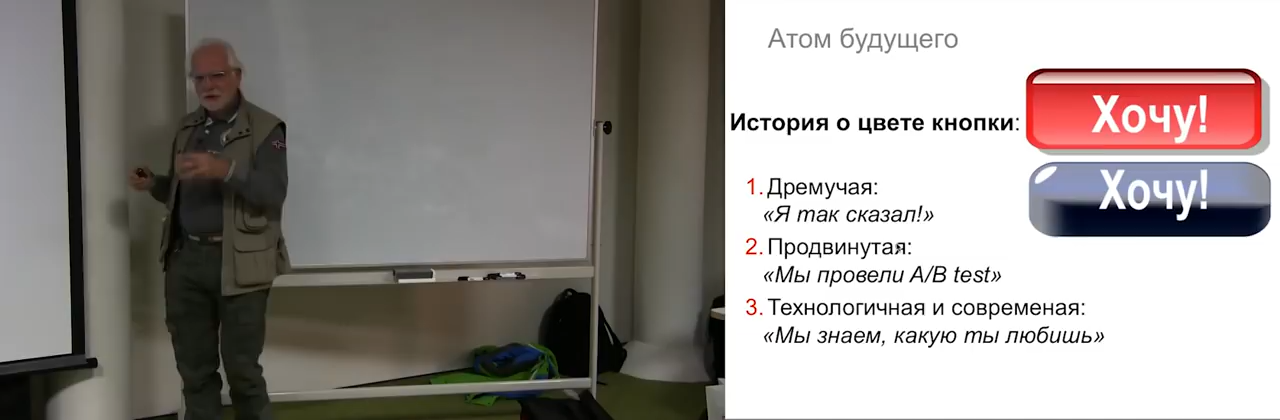 Атом будущего
История о цвете кнопки:
Хочу!
Хочу!
1. Дремучая:
«Я так сказал!»
2. Продвинутая:
«Мы провели A/B test»
3. Технологичная и современая:
«Мы знаем, какую ты любишь»